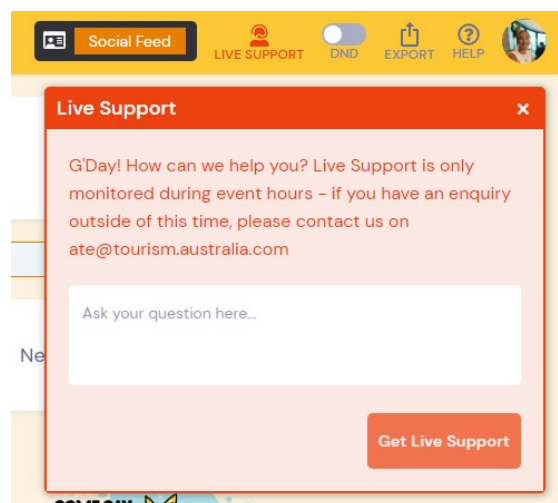 Social Feed
LIVE SUPPORT
DND
EXPORT
HELP
Live Support
×
G'Day! How can we help you? Live Support is only
monitored during event hours – if you have an enquiry
outside of this time, please contact us on
ate@tourism.australia.com
Ask your question here...
Ne
Get Live Support